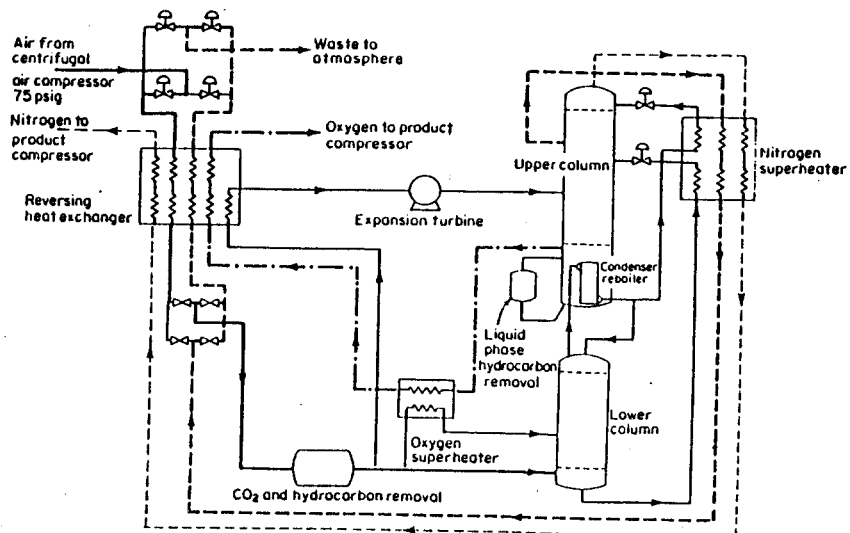 Air from
centrifugal
air compressor
75 psig
Waste to
atmosphere
Nitrogen to
product
compressor
Oxygen to product
compressor
Reversing
heat exchanger
Expansion turbine
Upper column
Nitrogen
superheater
Condenser
reboiler
Liquid
phase
hydrocarbon
removal
Oxygen
superheater
Lower
column
CO₂ and hydrocarbon removal